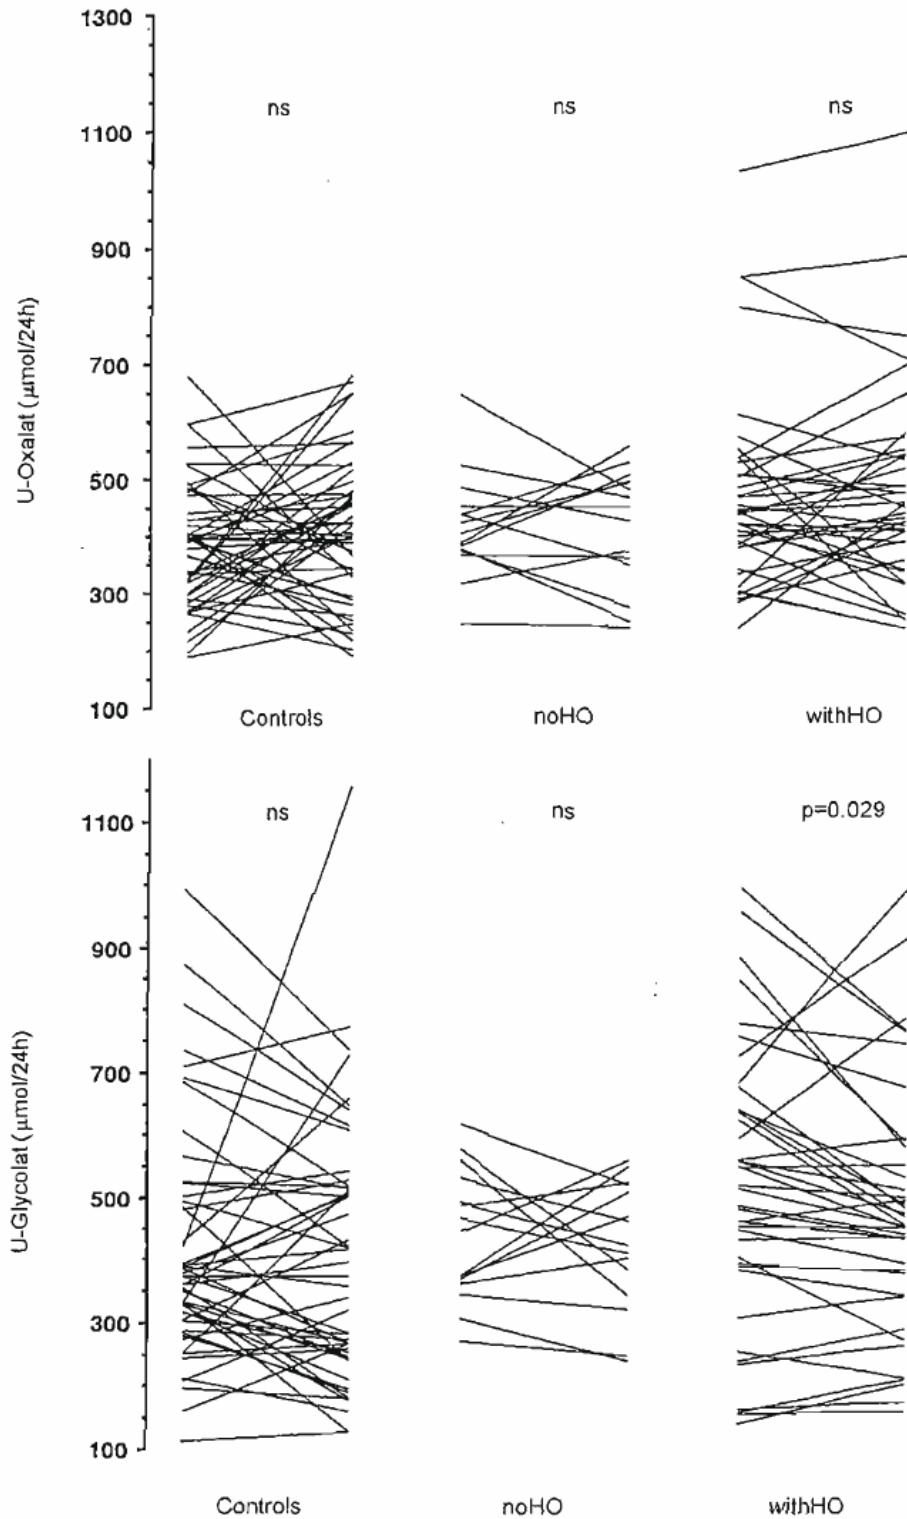 1300
ns ns ns
1100
900
700
500
300
100
U-Oxalat (µmol/24h)
Controls noHO withHO
ns ns p=0.029
1100
900
700
500
300
100
U-Glycolat (µmol/24h)
Controls noHO withHO